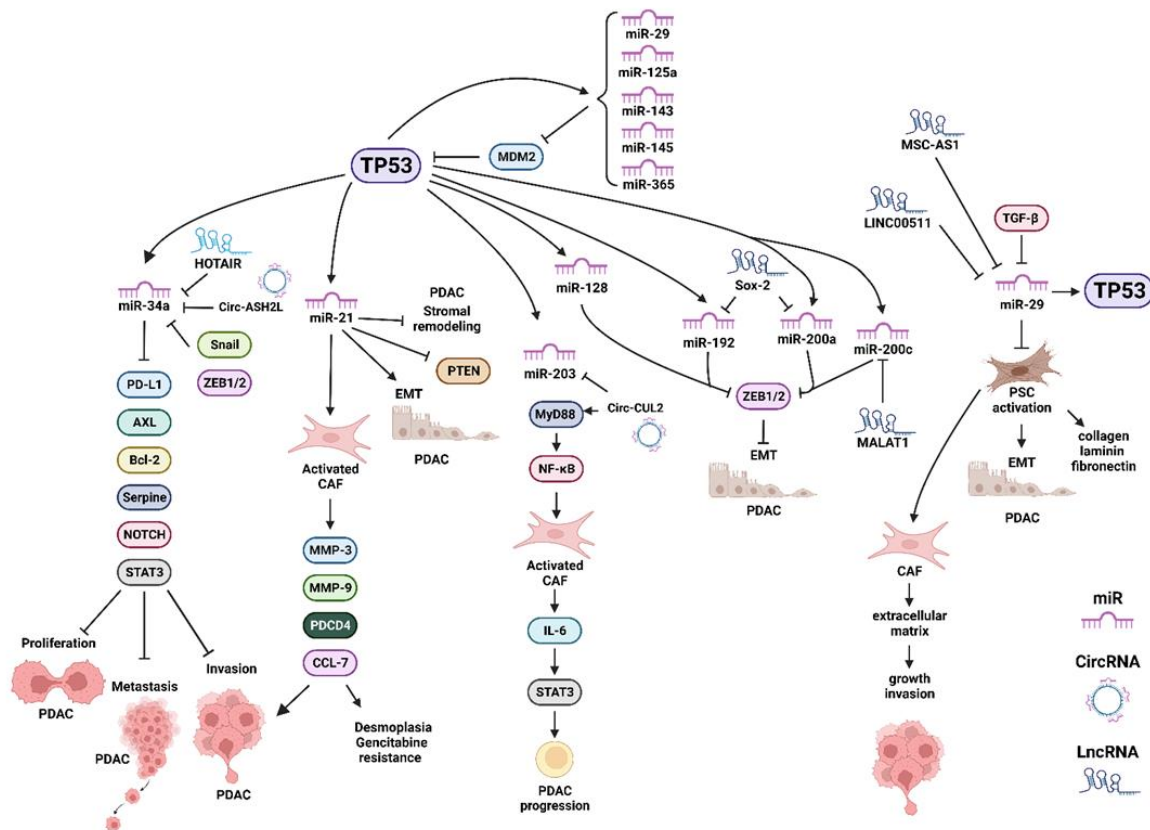 miR-29
miR-125a
miR-143
miR-145
miR-365
TP53
MDM2
MSC-AS1
LINC00511
TGF-β
miR-29
TP53
HOTAIR
miR-34a
Circ-ASH2L
Snail
ZEB1/2
PD-L1
AXL
Bcl-2
Serpine
NOTCH
STAT3
Proliferation
PDAC
Metastasis
PDAC
Invasion
PDAC
miR-21
PDAC
Stromal
remodeling
PTEN
EMT
PDAC
Activated
CAF
MMP-3
MMP-9
PDCD4
CCL-7
Desmoplasia
Gencitabine
resistance
miR-128
miR-203
Circ-CUL2
MyD88
NF-κB
Activated
CAF
IL-6
STAT3
PDAC
progression
Sox-2
miR-192
miR-200a
miR-200c
ZEB1/2
MALAT1
EMT
PDAC
PSC
activation
collagen
laminin
fibronectin
EMT
PDAC
CAF
extracellular
matrix
growth
invasion
miR
CircRNA
LncRNA